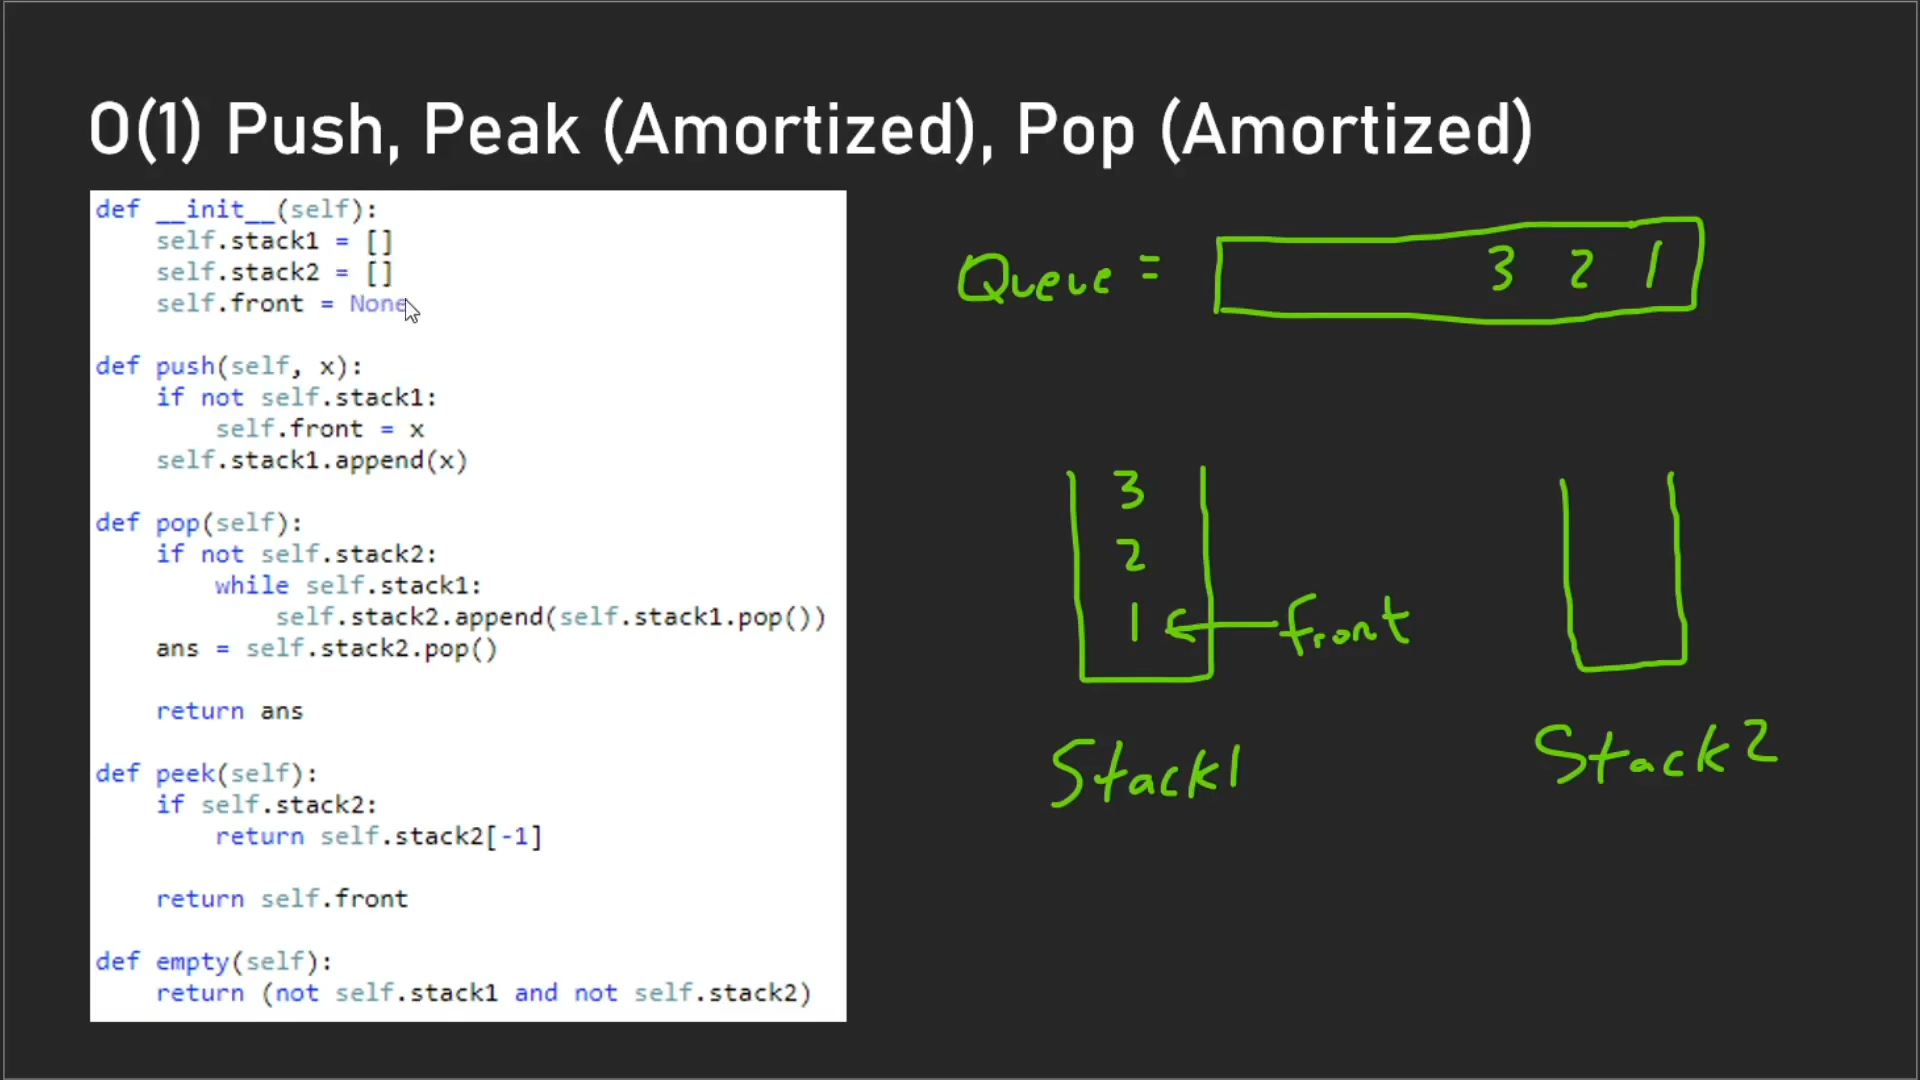 O(1) Push, Peak (Amortized), Pop (Amortized)
def __init__(self):
    self.stack1 = []
    self.stack2 = []
    self.front = None
def push(self, x):
    if not self.stack1:
        self.front = x
    self.stack1.append(x)
def pop(self):
    if not self.stack2:
        while self.stack1:
            self.stack2.append(self.stack1.pop())
    ans = self.stack2.pop()
    return ans
def peek(self):
    if self.stack2:
        return self.stack2[-1]
    return self.front
def empty(self):
    return (not self.stack1 and not self.stack2)
Queue = 3 2 1
3
2
1 front
Stack1
Stack2